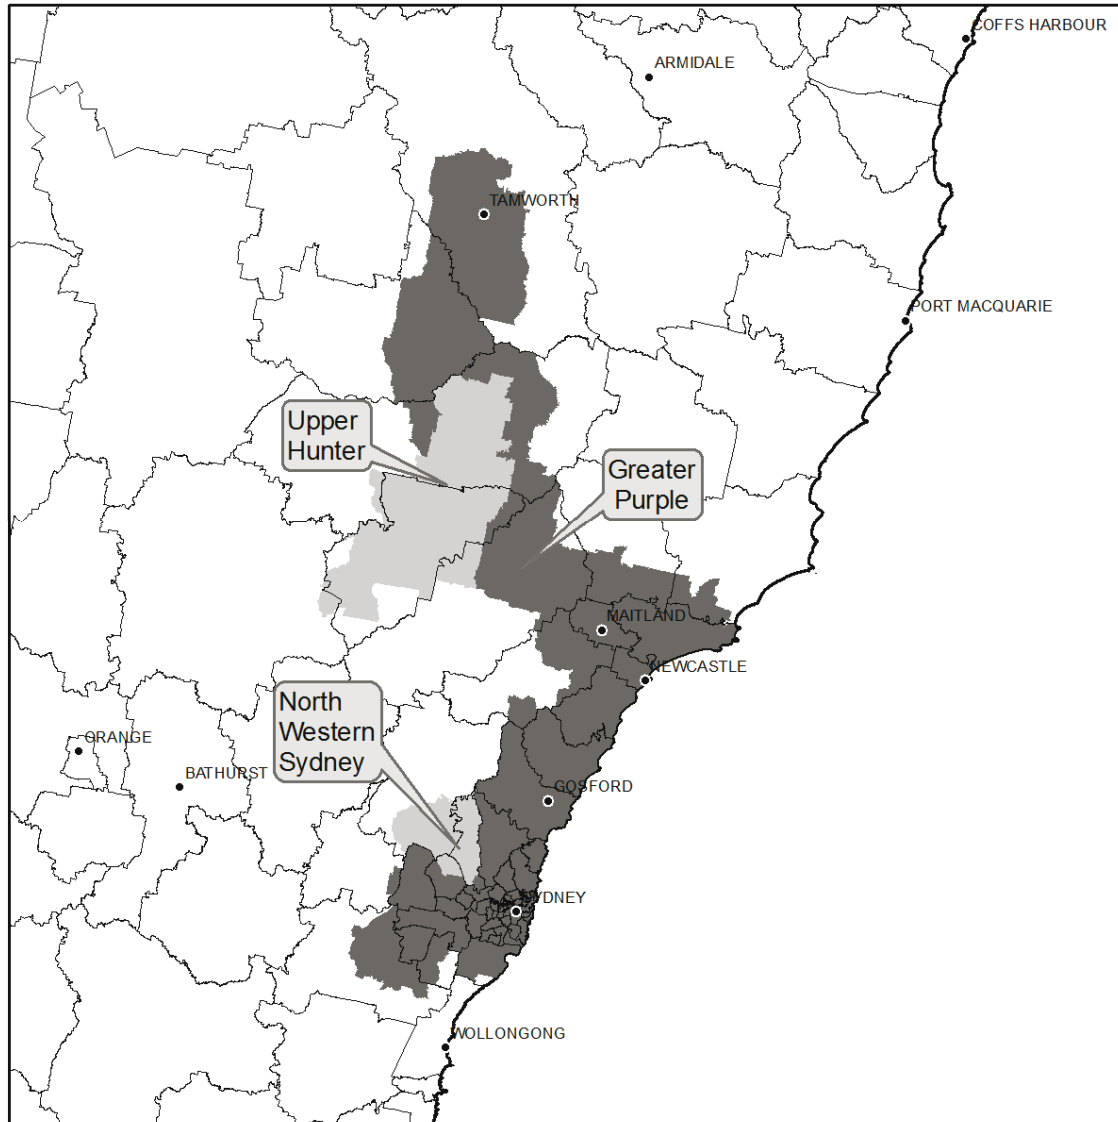 COFFS HARBOUR
ARMIDALE
TAMWORTH
PORT MACQUARIE
Upper
Hunter
Greater
Purple
MAITLAND
NEWCASTLE
North
Western
Sydney
ORANGE
BATHURST
GOSFORD
SYDNEY
WOLLONGONG